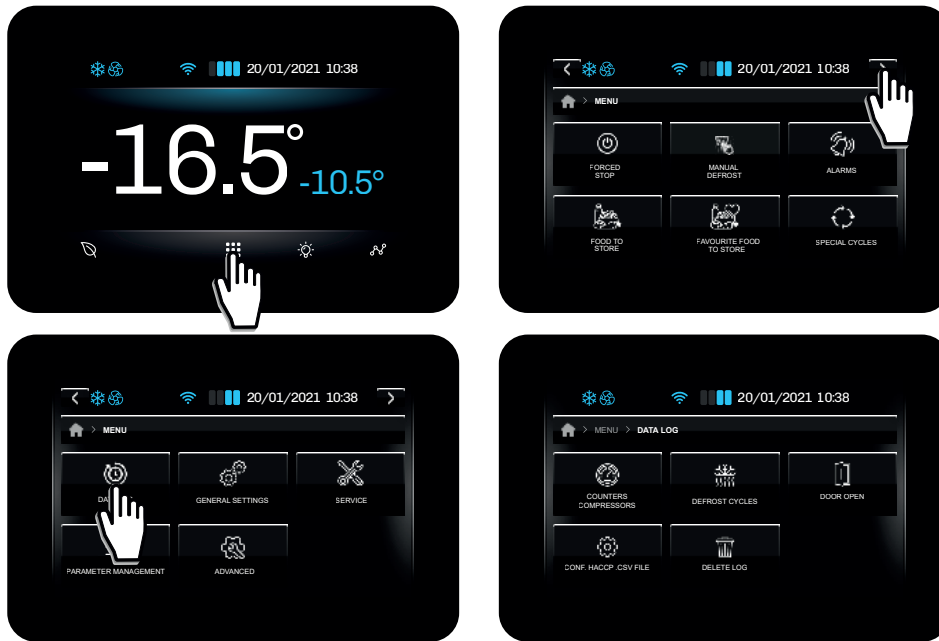 20/01/2021 10:38
-16.5°
-10.5°
20/01/2021 10:38
> MENU
FORCED
STOP
MANUAL
DEFROST
ALARMS
FOOD TO
STORE
FAVOURITE FOOD
TO STORE
SPECIAL CYCLES
20/01/2021 10:38
> MENU
GENERAL SETTINGS
SERVICE
PARAMETER MANAGEMENT
ADVANCED
20/01/2021 10:38
> MENU > DATA LOG
COUNTERS
COMPRESSORS
DEFROST CYCLES
DOOR OPEN
CONF. HACCP .CSV FILE
DELETE LOG